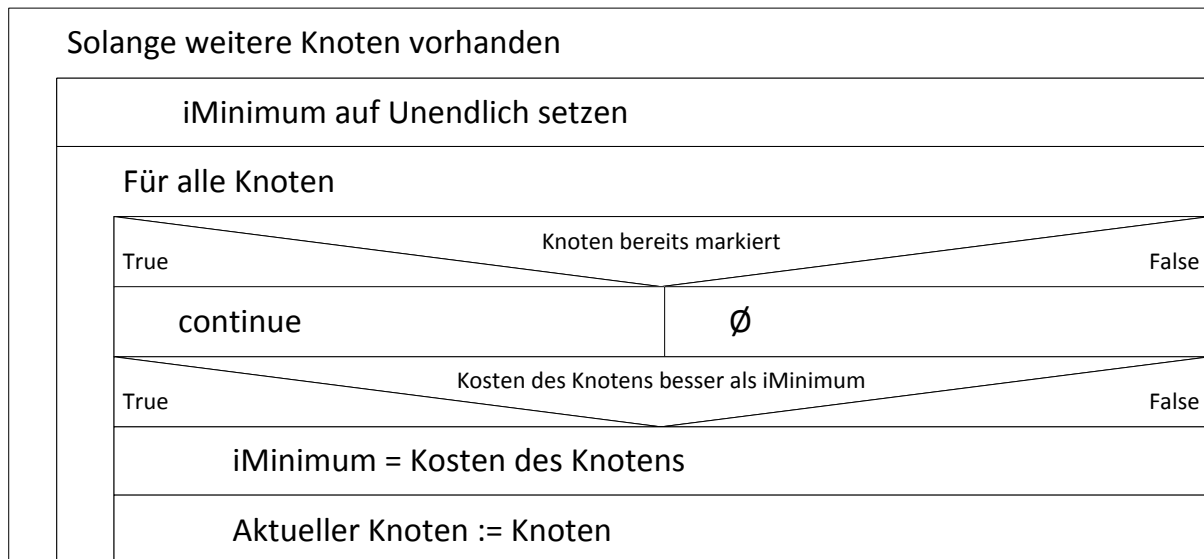 Solange weitere Knoten vorhanden
iMinimum auf Unendlich setzen
Für alle Knoten
Knoten bereits markiert
True
False
continue
Ø
Kosten des Knotens besser als iMinimum
True
False
iMinimum = Kosten des Knotens
Aktueller Knoten := Knoten